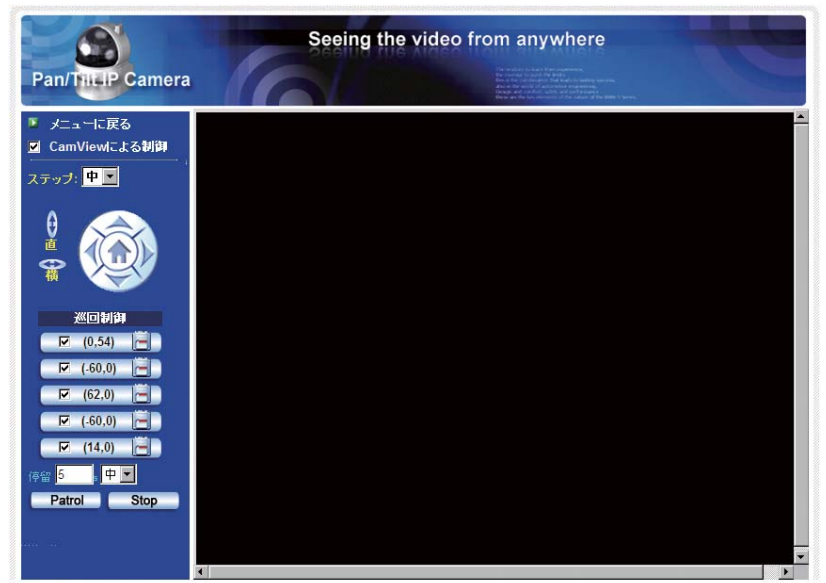 Seeing the video from anywhere
Pan/Tilt IP Camera
メニューに戻る
CamViewによる制御
ステップ: 中
直
横
巡回制御
(0,54)
(-60,0)
(62,0)
(-60,0)
(14,0)
停留 5 s 中
Patrol Stop